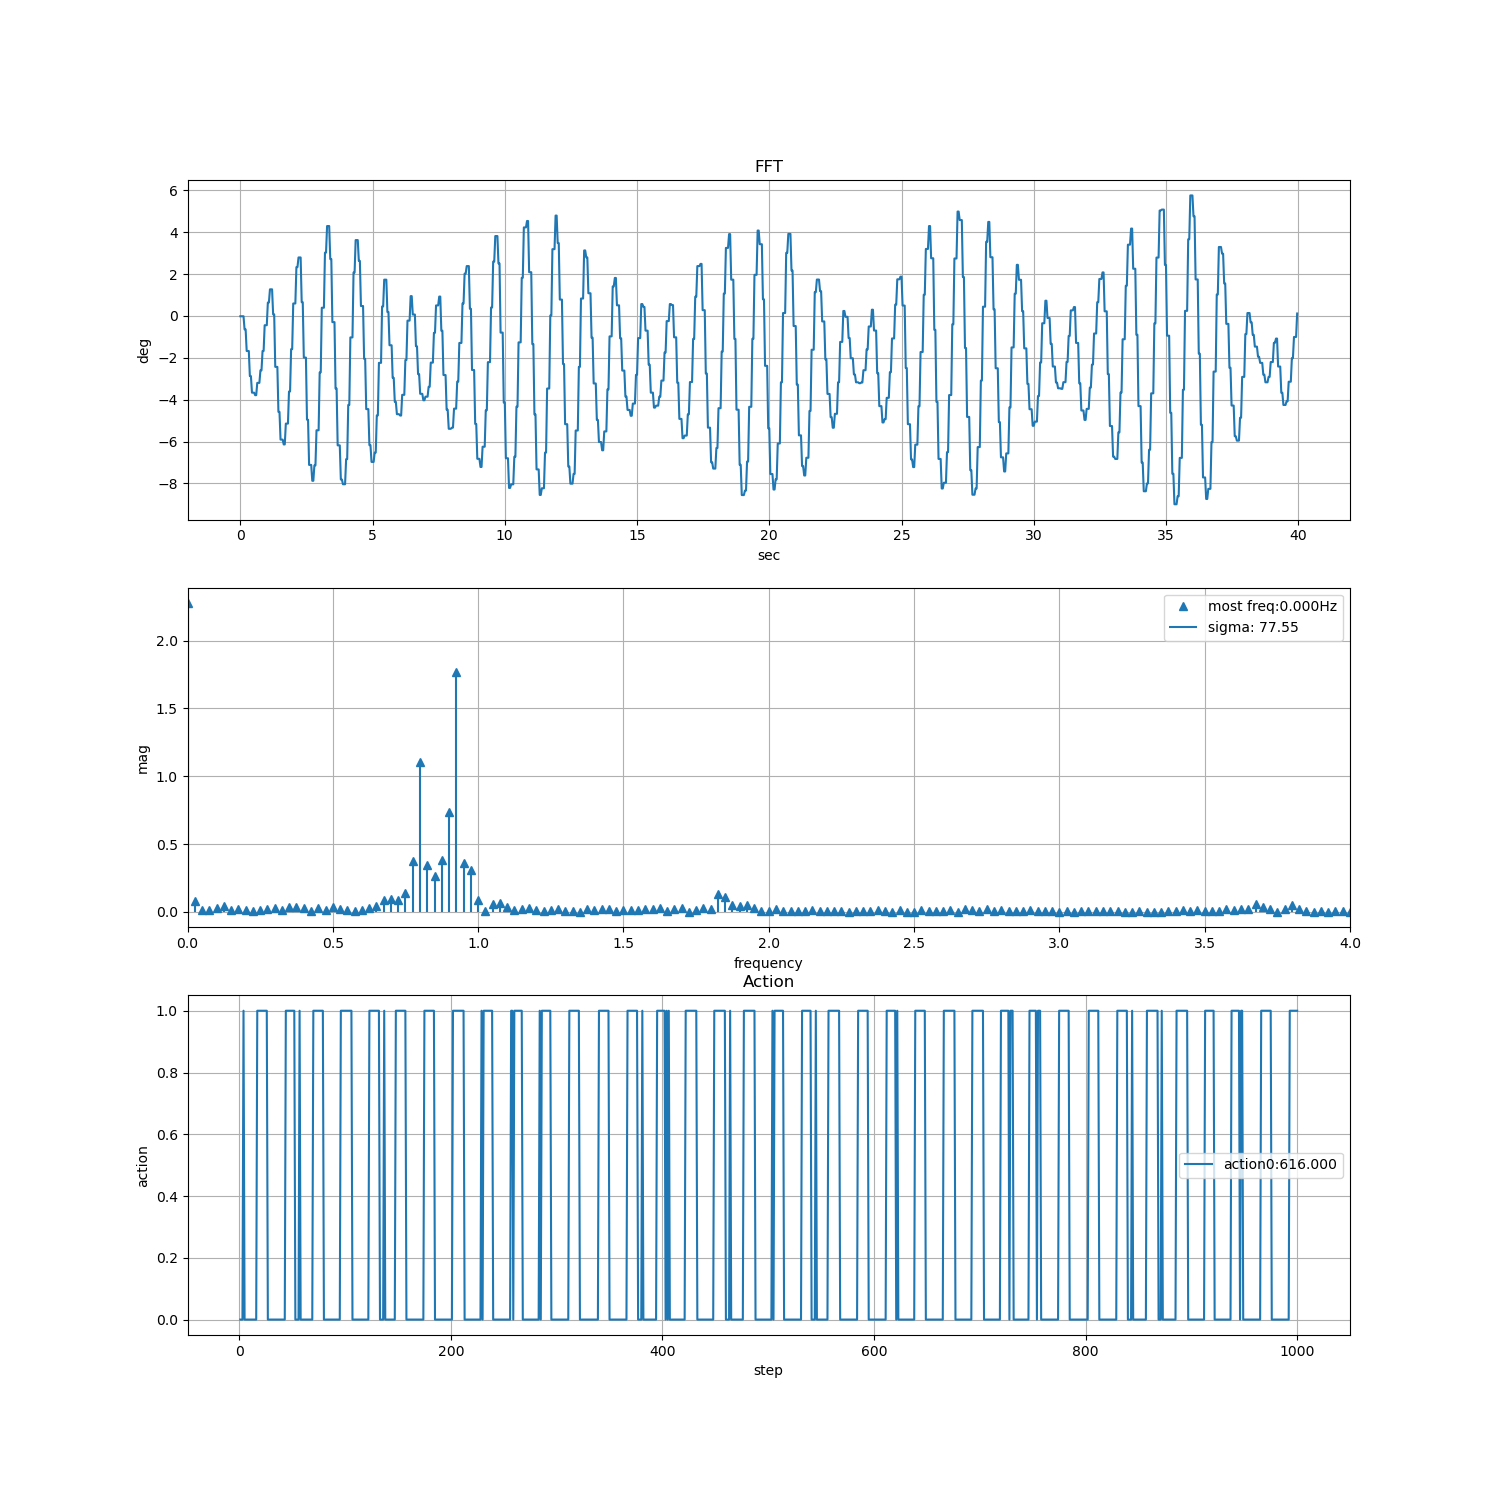 FFT
6
4
2
0
−2
−4
−6
−8
deg
0 5 10 15 20 25 30 35 40
sec
most freq:0.000Hz
sigma: 77.55
2.0
1.5
1.0
0.5
0.0
mag
0.0 0.5 1.0 1.5 2.0 2.5 3.0 3.5 4.0
frequency
Action
1.0
0.8
0.6
0.4
0.2
0.0
action
action0:616.000
0 200 400 600 800 1000
step